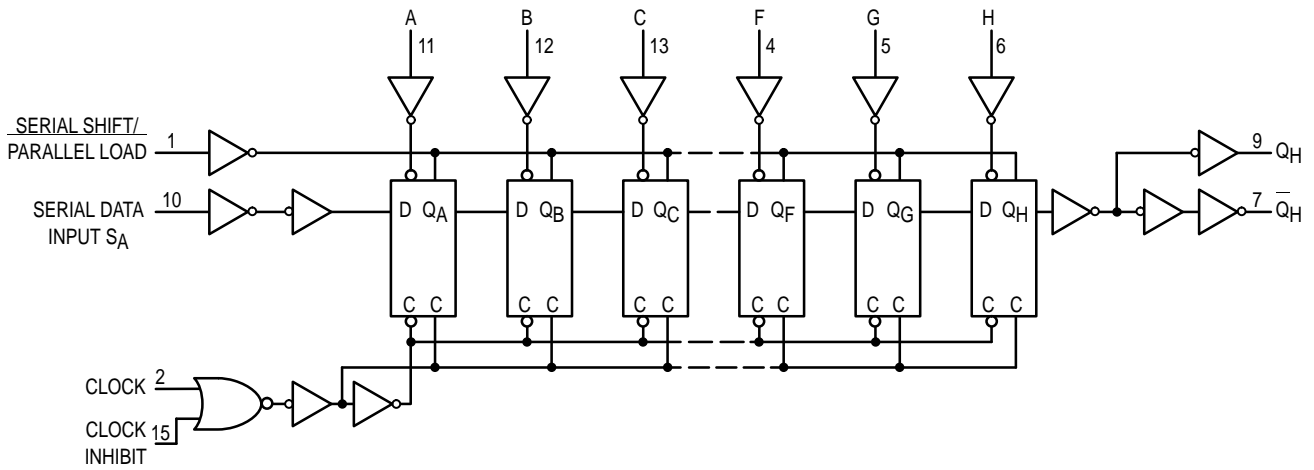 A B C F G H
11 12 13 4 5 6
SERIAL SHIFT/
PARALLEL LOAD
1
9 QH
SERIAL DATA
INPUT SA
10
D QA D QB D QC D QF D QG D QH
7 QH
C C C C C C C C C C C C
CLOCK 2
CLOCK
INHIBIT
15